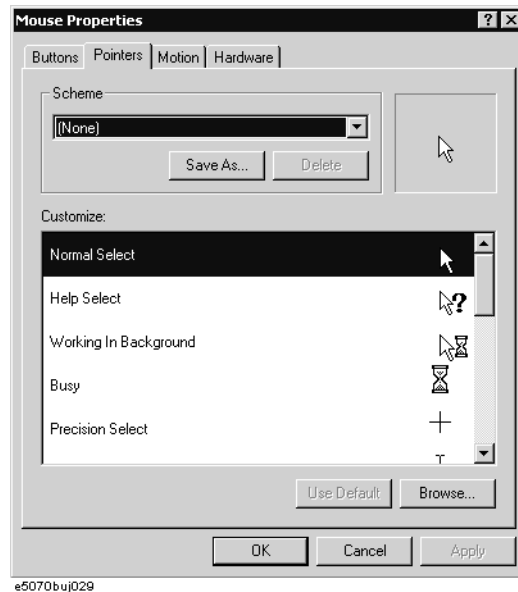 Mouse Properties
Buttons Pointers Motion Hardware
Scheme
(None)
Save As... Delete
Customize:
Normal Select
Help Select
Working In Background
Busy
Precision Select
Use Default Browse...
OK Cancel Apply
e5070buj029